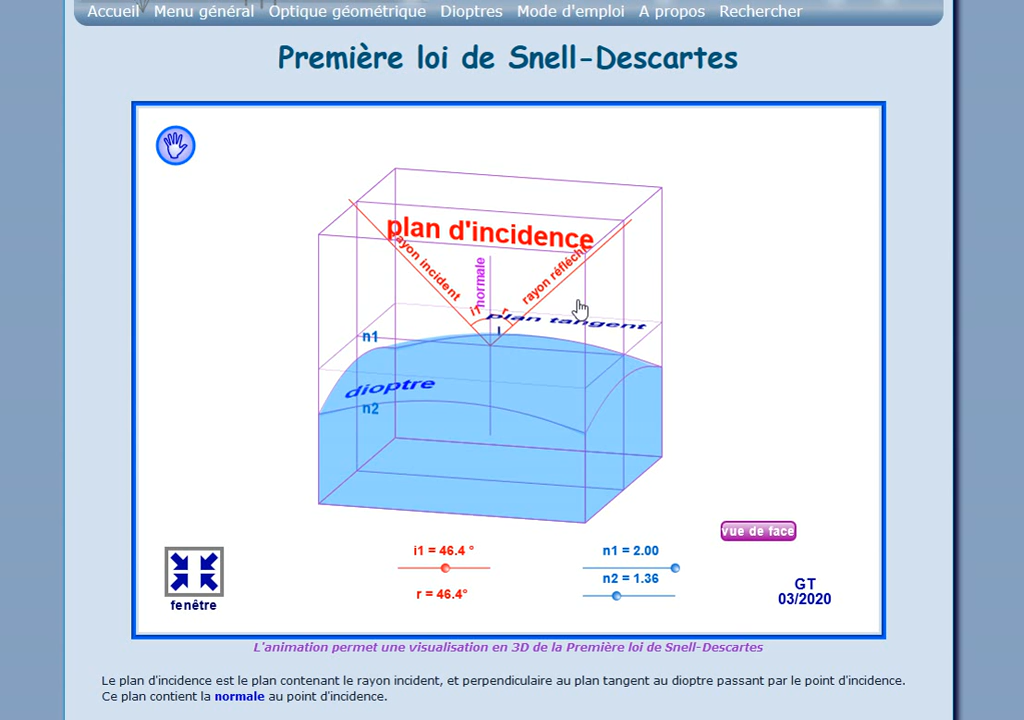 Accueil Menu général Optique géométrique Dioptres Mode d'emploi A propos Rechercher
Première loi de Snell-Descartes
plan d'incidence
rayon incident
normale
rayon réfléchi
i1
r
I
plan tangent
n1
dioptre
n2
vue de face
i1 = 46.4 °
n1 = 2.00
n2 = 1.36
r = 46.4°
fenêtre
GT
03/2020
L'animation permet une visualisation en 3D de la Première loi de Snell-Descartes
Le plan d'incidence est le plan contenant le rayon incident, et perpendiculaire au plan tangent au dioptre passant par le point d'incidence.
Ce plan contient la normale au point d'incidence.